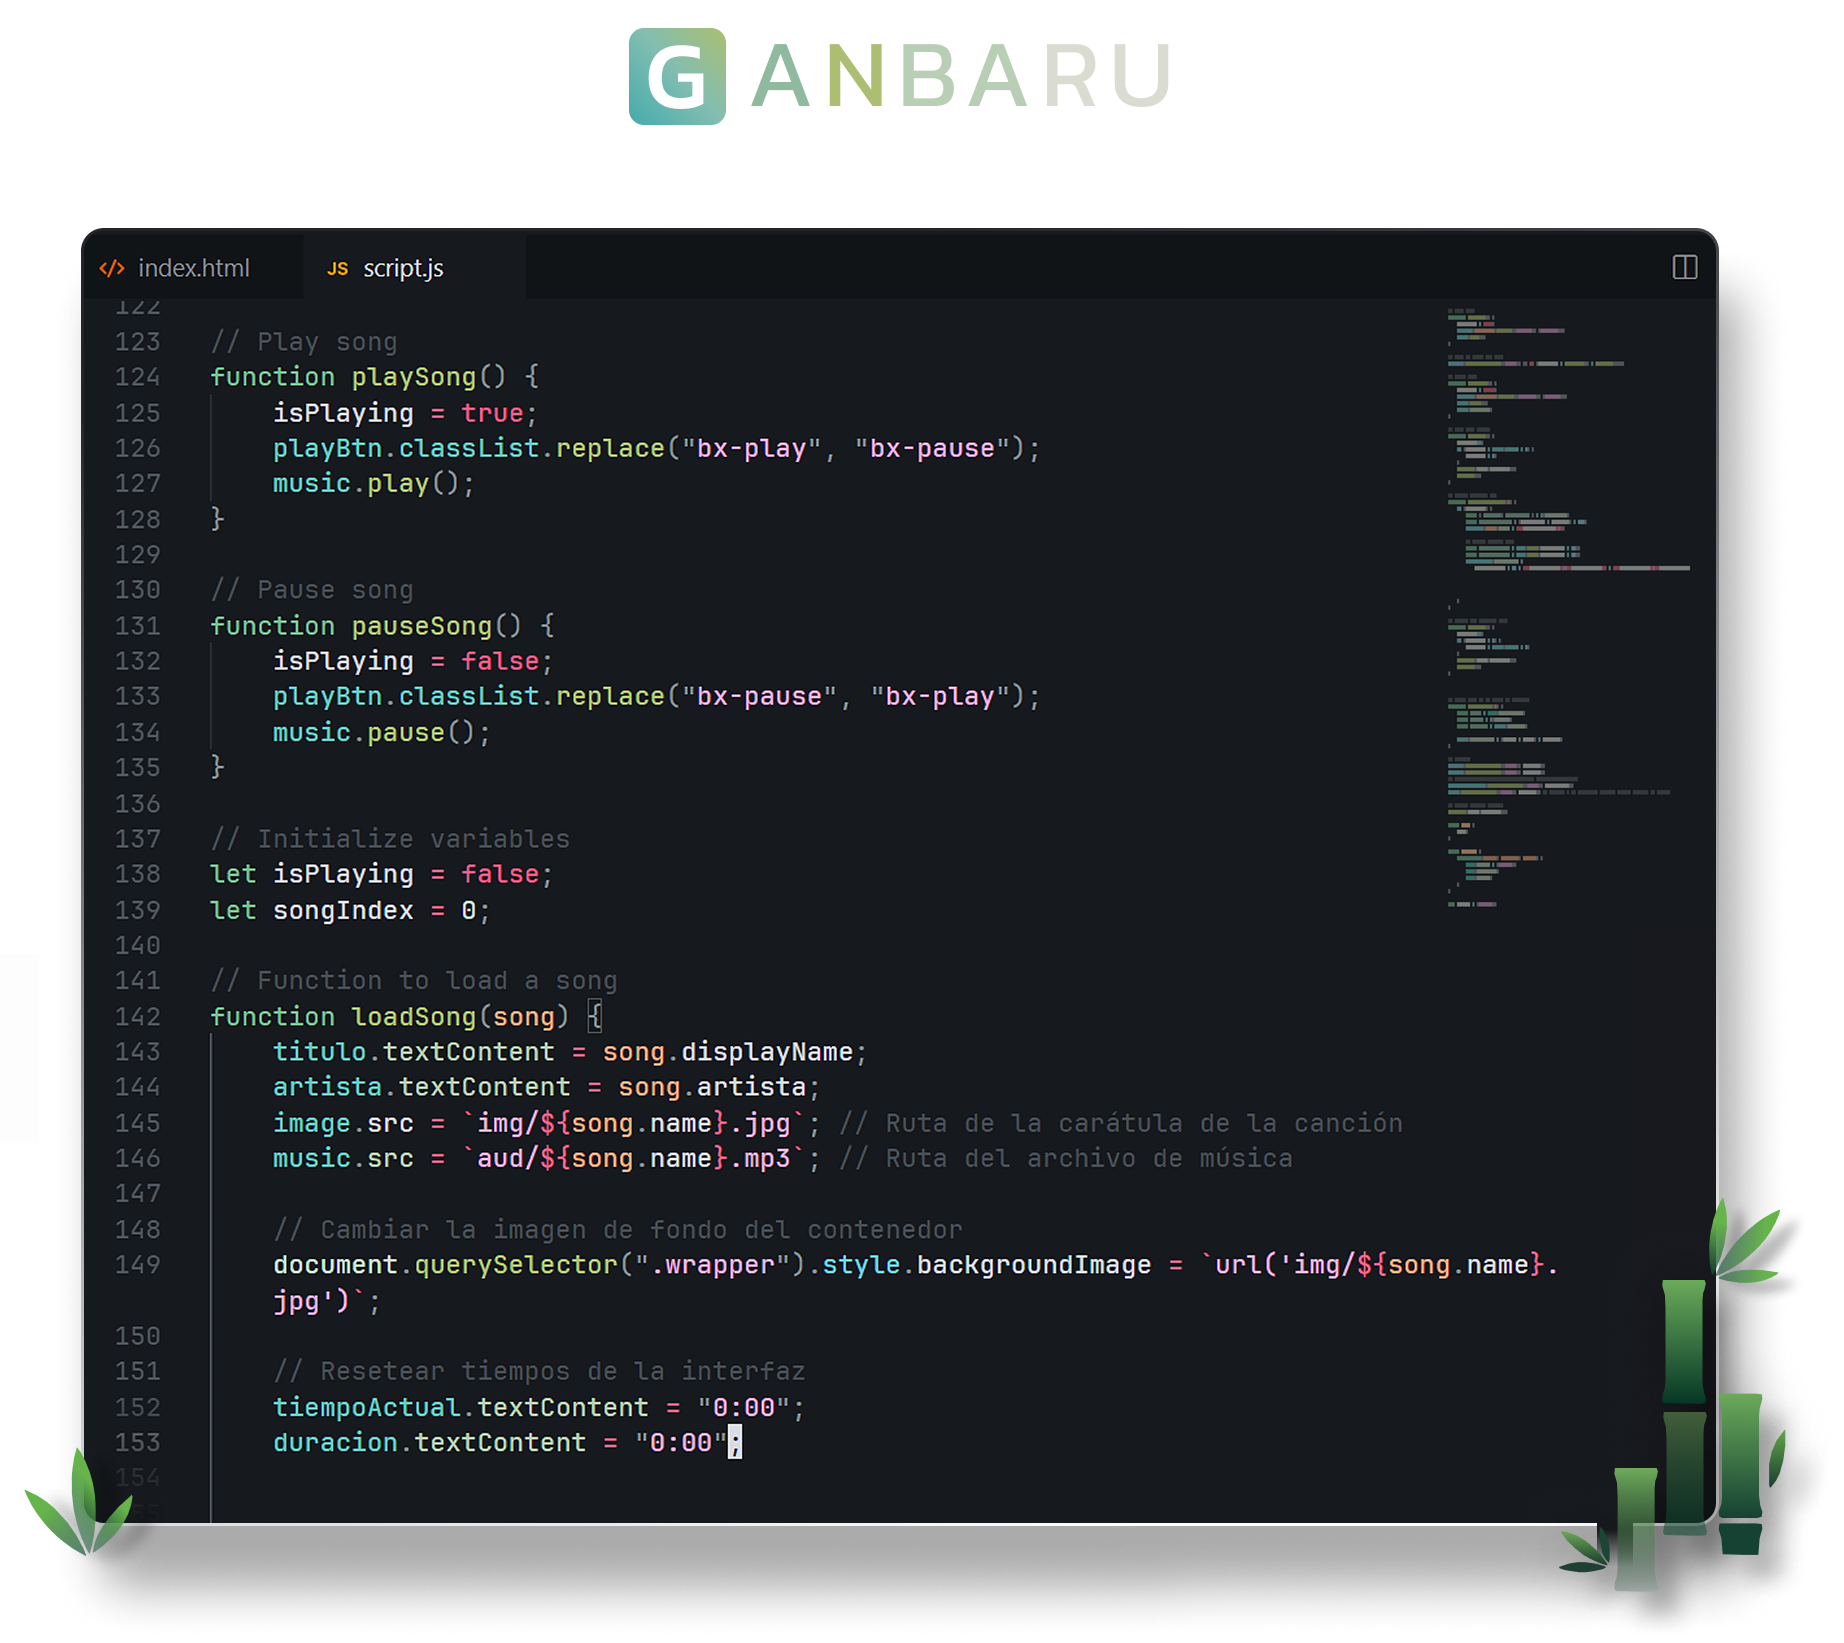 GANBARU
index.html
JS script.js
122
123 // Play song
124 function playSong() {
125     isPlaying = true;
126     playBtn.classList.replace("bx-play", "bx-pause");
127     music.play();
128 }
129
130 // Pause song
131 function pauseSong() {
132     isPlaying = false;
133     playBtn.classList.replace("bx-pause", "bx-play");
134     music.pause();
135 }
136
137 // Initialize variables
138 let isPlaying = false;
139 let songIndex = 0;
140
141 // Function to load a song
142 function loadSong(song) {
143     titulo.textContent = song.displayName;
144     artista.textContent = song.artista;
145     image.src = `img/${song.name}.jpg`; // Ruta de la carátula de la canción
146     music.src = `aud/${song.name}.mp3`; // Ruta del archivo de música
147
148     // Cambiar la imagen de fondo del contenedor
149     document.querySelector(".wrapper").style.backgroundImage = `url('img/${song.name}.
jpg')`;
150
151     // Resetear tiempos de la interfaz
152     tiempoActual.textContent = "0:00";
153     duracion.textContent = "0:00";
154